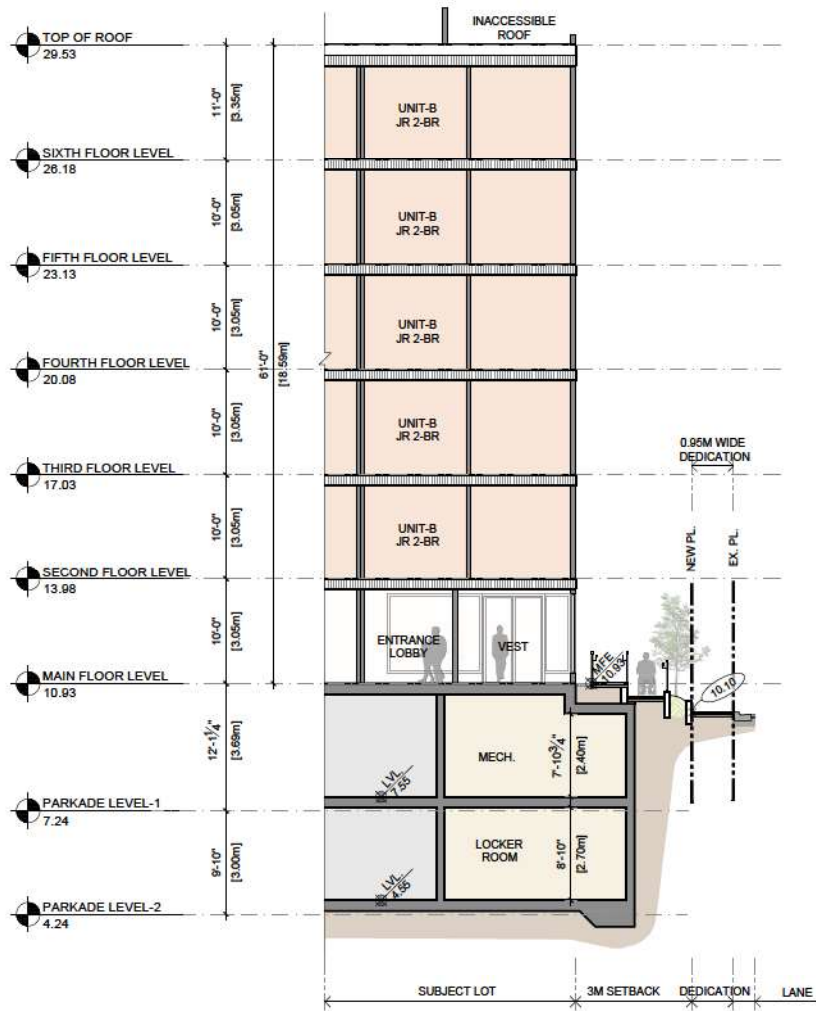 INACCESSIBLE
ROOF
TOP OF ROOF
29.53
11'-0"
[3.35m]
UNIT-B
JR 2-BR
SIXTH FLOOR LEVEL
26.18
10'-0"
[3.05m]
UNIT-B
JR 2-BR
FIFTH FLOOR LEVEL
23.13
10'-0"
[3.05m]
UNIT-B
JR 2-BR
61'-0"
[18.59m]
FOURTH FLOOR LEVEL
20.08
10'-0"
[3.05m]
UNIT-B
JR 2-BR
0.95M WIDE
DEDICATION
THIRD FLOOR LEVEL
17.03
10'-0"
[3.05m]
UNIT-B
JR 2-BR
NEW PL.
EX. PL.
SECOND FLOOR LEVEL
13.98
10'-0"
[3.05m]
ENTRANCE
LOBBY
VEST
MFE
10.93
10.10
MAIN FLOOR LEVEL
10.93
12'-1¼"
[3.69m]
LVL.
7.55
MECH.
7'-10¾"
[2.40m]
PARKADE LEVEL-1
7.24
9'-10"
[3.00m]
LVL.
4.55
LOCKER
ROOM
8'-10"
[2.70m]
PARKADE LEVEL-2
4.24
SUBJECT LOT
3M SETBACK
DEDICATION
LANE